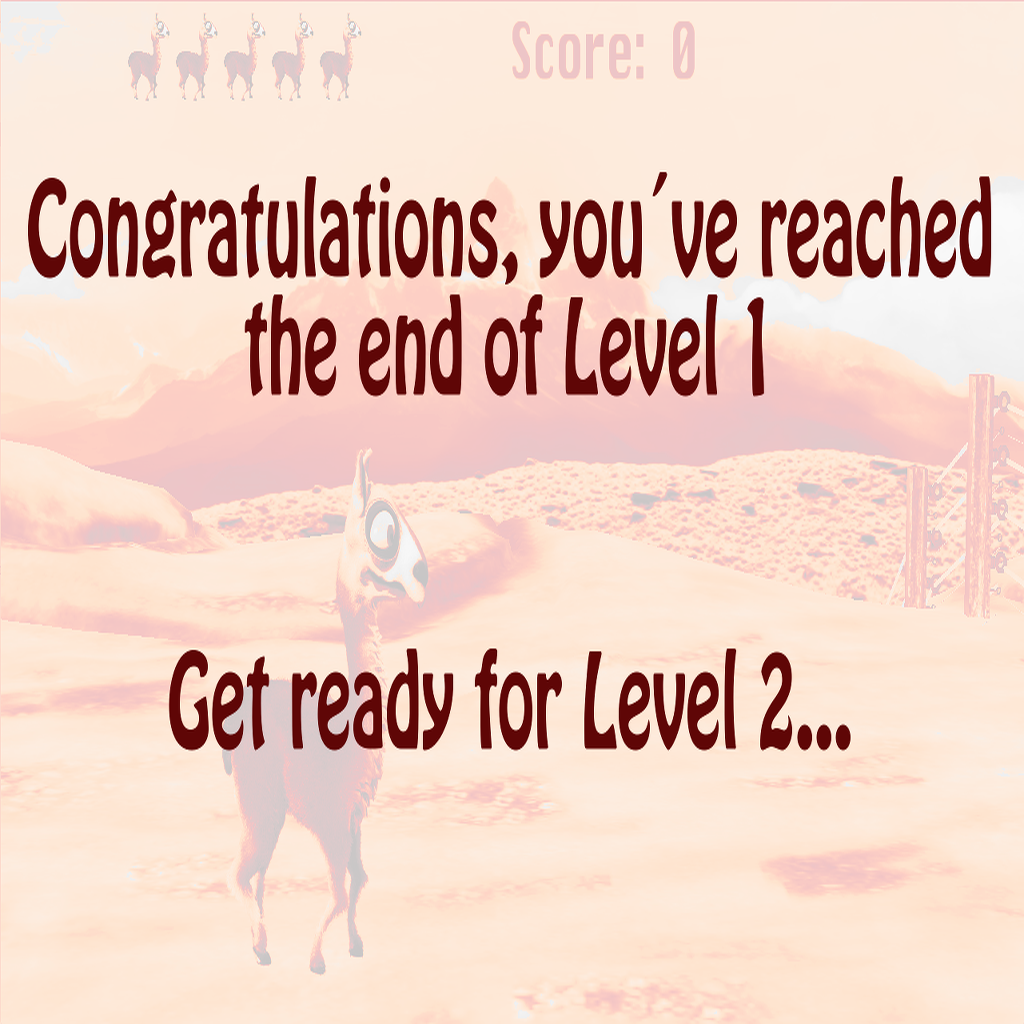 Score: 0
Congratulations, you´ve reached
the end of Level 1
Get ready for Level 2...